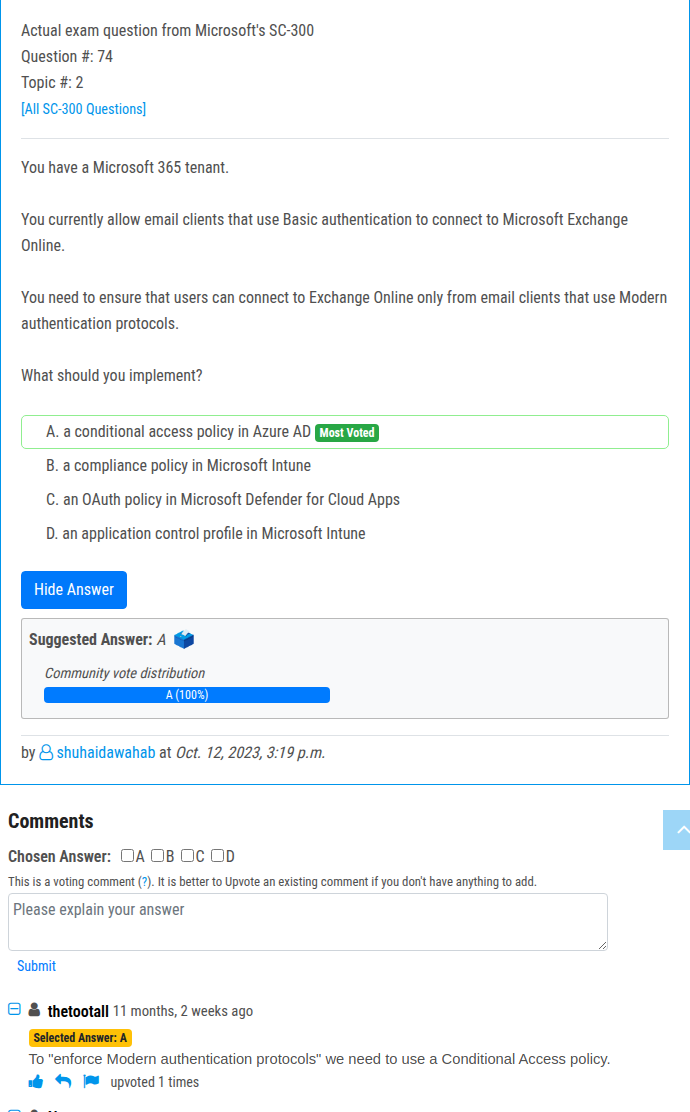 Actual exam question from Microsoft's SC-300
Question #: 74
Topic #: 2
[All SC-300 Questions]
You have a Microsoft 365 tenant.
You currently allow email clients that use Basic authentication to connect to Microsoft Exchange
Online.
You need to ensure that users can connect to Exchange Online only from email clients that use Modern
authentication protocols.
What should you implement?
A. a conditional access policy in Azure AD Most Voted
B. a compliance policy in Microsoft Intune
C. an OAuth policy in Microsoft Defender for Cloud Apps
D. an application control profile in Microsoft Intune
Hide Answer
Suggested Answer: A
Community vote distribution
A (100%)
by shuhaidawahab at Oct. 12, 2023, 3:19 p.m.
Comments
Chosen Answer: A B C D
This is a voting comment (?). It is better to Upvote an existing comment if you don't have anything to add.
Please explain your answer
Submit
thetootall 11 months, 2 weeks ago
Selected Answer: A
To "enforce Modern authentication protocols" we need to use a Conditional Access policy.
upvoted 1 times